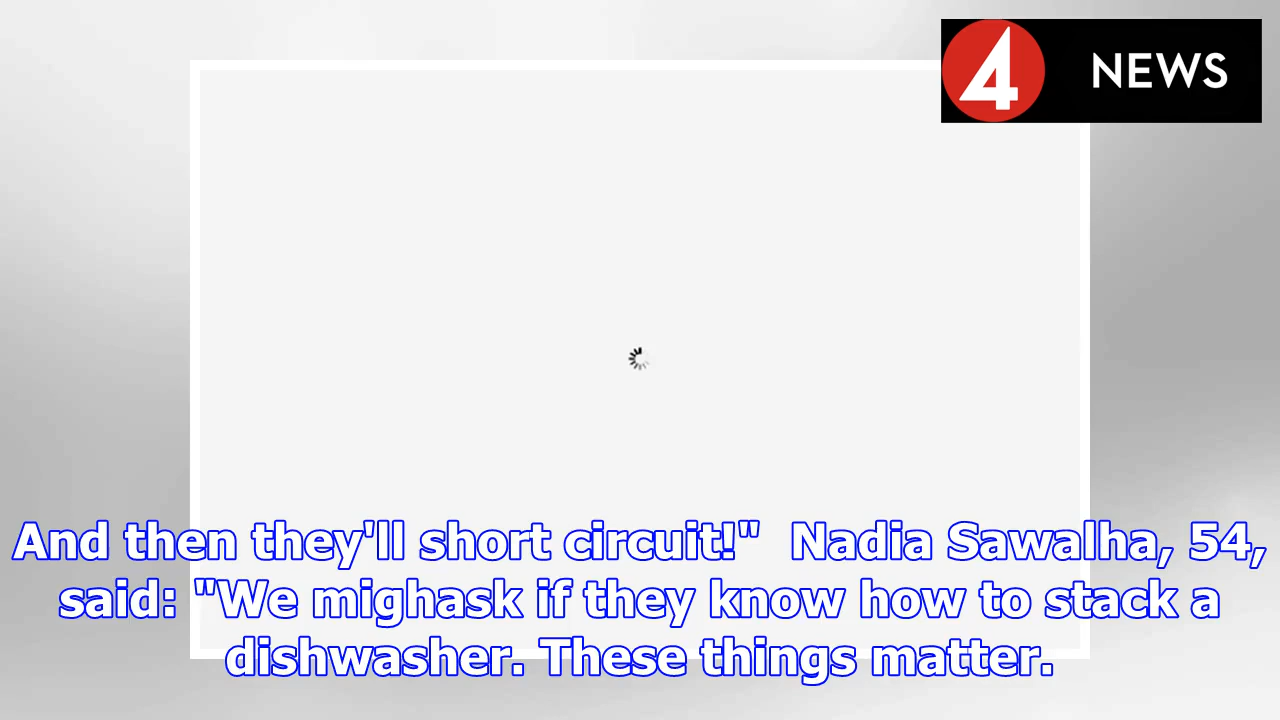 4 NEWS
And then they'll short circuit!"  Nadia Sawalha, 54,
said: "We mighask if they know how to stack a
dishwasher. These things matter.